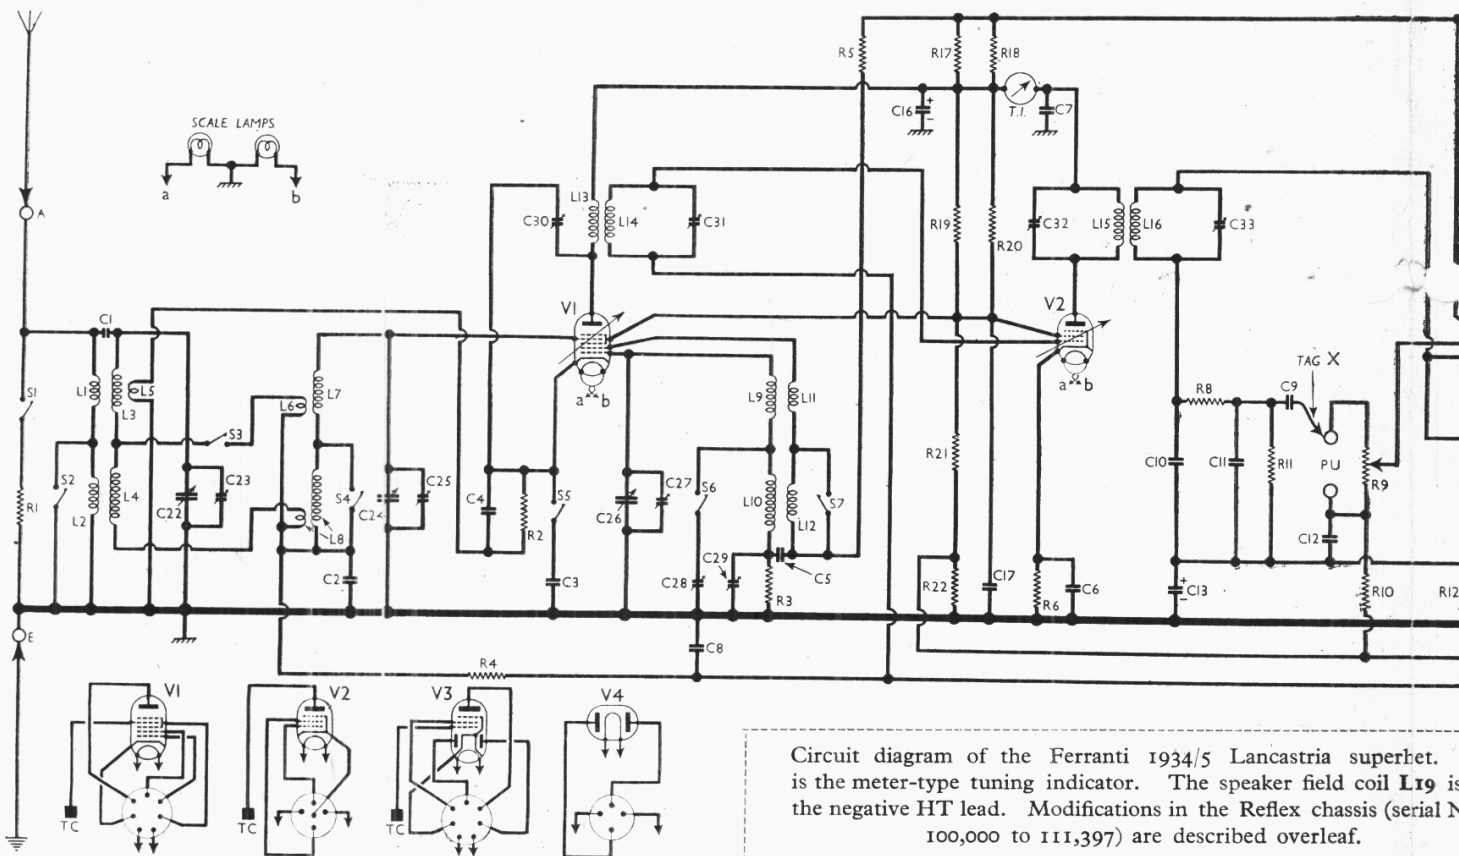 R5
R17
R18
C16
+
−
T.I.
C7
SCALE LAMPS
a
b
A
C30
L13
L14
C31
R19
R20
C32
L15
L16
C33
V1
V2
C1
S1
L1
L3
L5
L6
L7
S3
S2
L2
L4
C22
C23
S4
L8
C24
C25
C4
R2
S5
C26
C27
a
b
L9
L11
S6
L10
L12
S7
C28
C29
C5
R3
R21
R22
C17
R6
C6
a
b
R8
C9
TAG X
C10
C11
R11
PU
R9
C12
+
−
C13
R10
R12
R1
C2
C3
E
R4
C8
V1
V2
V3
V4
TC
TC
TC
Circuit diagram of the Ferranti 1934/5 Lancastria superhet.
is the meter-type tuning indicator. The speaker field coil L19 is
the negative HT lead. Modifications in the Reflex chassis (serial N
100,000 to 111,397) are described overleaf.